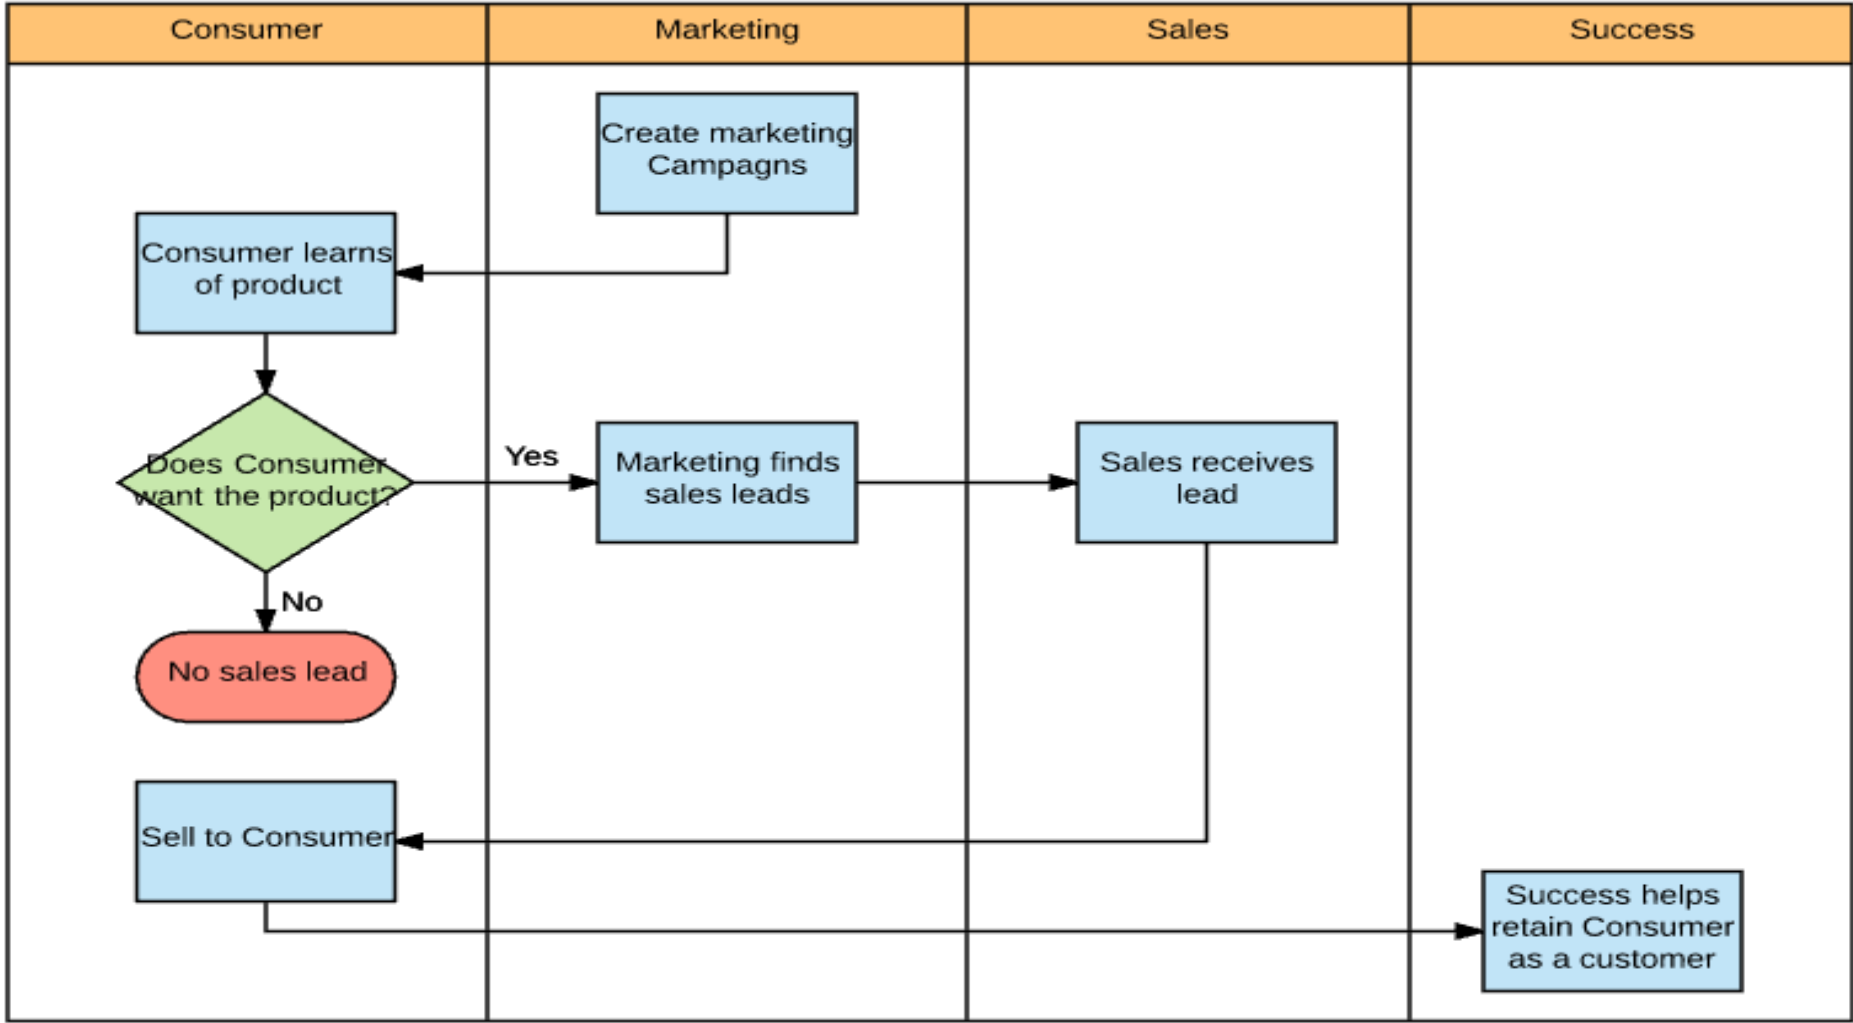 Consumer
Marketing
Sales
Success
Create marketing
Campagns
Consumer learns
of product
Does Consumer
want the product?
Yes
Marketing finds
sales leads
Sales receives
lead
No
No sales lead
Sell to Consumer
Success helps
retain Consumer
as a customer